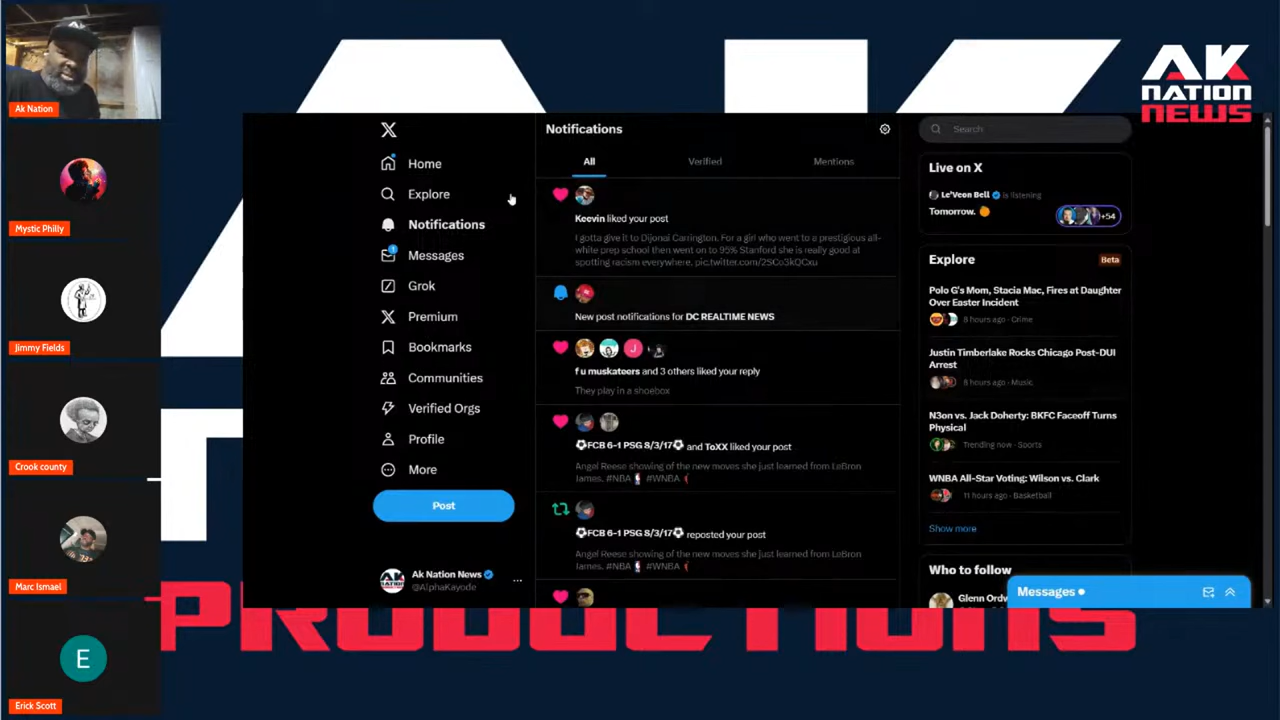 Ak Nation
Mystic Philly
Jimmy Fields
Crook county
Marc Ismael
E
Erick Scott
AK
NATION
NEWS
Home
Explore
Notifications
1
Messages
Grok
Premium
Bookmarks
Communities
Verified Orgs
Profile
More
Post
Ak Nation News
@AlphaKayode
Notifications
All
Verified
Mentions
Keevin liked your post
I gotta give it to Dijonai Carrington. For a girl who went to a prestigious all-
white prep school then went on to 95% Stanford she is really good at
spotting racism everywhere. pic.twitter.com/2SCo3kQCxu
New post notifications for DC REALTIME NEWS
J
f u muskateers and 3 others liked your reply
They play in a shoebox
⚽FCB 6-1 PSG 8/3/17⚽ and ToXX liked your post
Angel Reese showing of the new moves she just learned from LeBron
James. #NBA #WNBA
⚽FCB 6-1 PSG 8/3/17⚽ reposted your post
Angel Reese showing of the new moves she just learned from LeBron
James. #NBA #WNBA
Search
Live on X
Le'Veon Bell is listening
Tomorrow. 🍊
+54
Explore
Beta
Polo G's Mom, Stacia Mac, Fires at Daughter
Over Easter Incident
8 hours ago · Crime
Justin Timberlake Rocks Chicago Post-DUI
Arrest
8 hours ago · Music
N3on vs. Jack Doherty: BKFC Faceoff Turns
Physical
Trending now · Sports
WNBA All-Star Voting: Wilson vs. Clark
11 hours ago · Basketball
Show more
Who to follow
Glenn Ordw
Messages
PRODUCTIONS